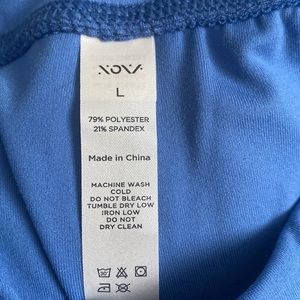 NOVA
L
79% POLYESTER
21% SPANDEX
Made in China
MACHINE WASH
COLD
DO NOT BLEACH
TUMBLE DRY LOW
IRON LOW
DO NOT
DRY CLEAN